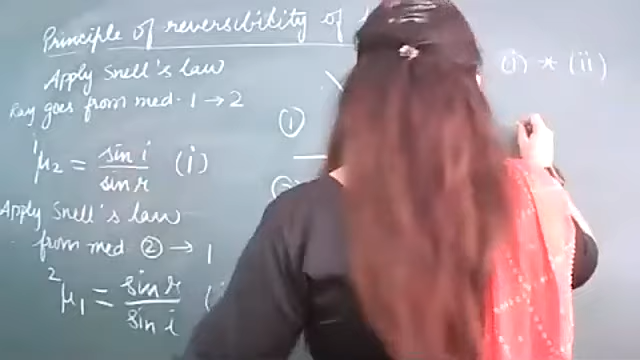 Principle of reversibility of
Apply Snell's law
Ray goes from med. 1 → 2
¹μ₂ = sin i / sin r (i)
Apply Snell's law
from med. ② → 1
²μ₁ = sin r / sin i (
①
(i) * (ii)